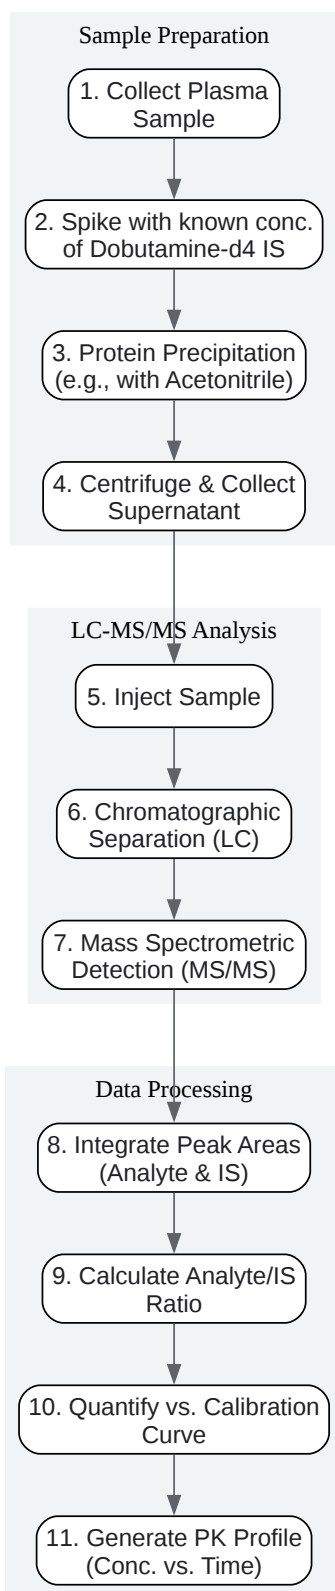 Sample Preparation
1. Collect Plasma
Sample
2. Spike with known conc.
of Dobutamine-d4 IS
3. Protein Precipitation
(e.g., with Acetonitrile)
4. Centrifuge & Collect
Supernatant
LC-MS/MS Analysis
5. Inject Sample
6. Chromatographic
Separation (LC)
7. Mass Spectrometric
Detection (MS/MS)
Data Processing
8. Integrate Peak Areas
(Analyte & IS)
9. Calculate Analyte/IS
Ratio
10. Quantify vs. Calibration
Curve
11. Generate PK Profile
(Conc. vs. Time)